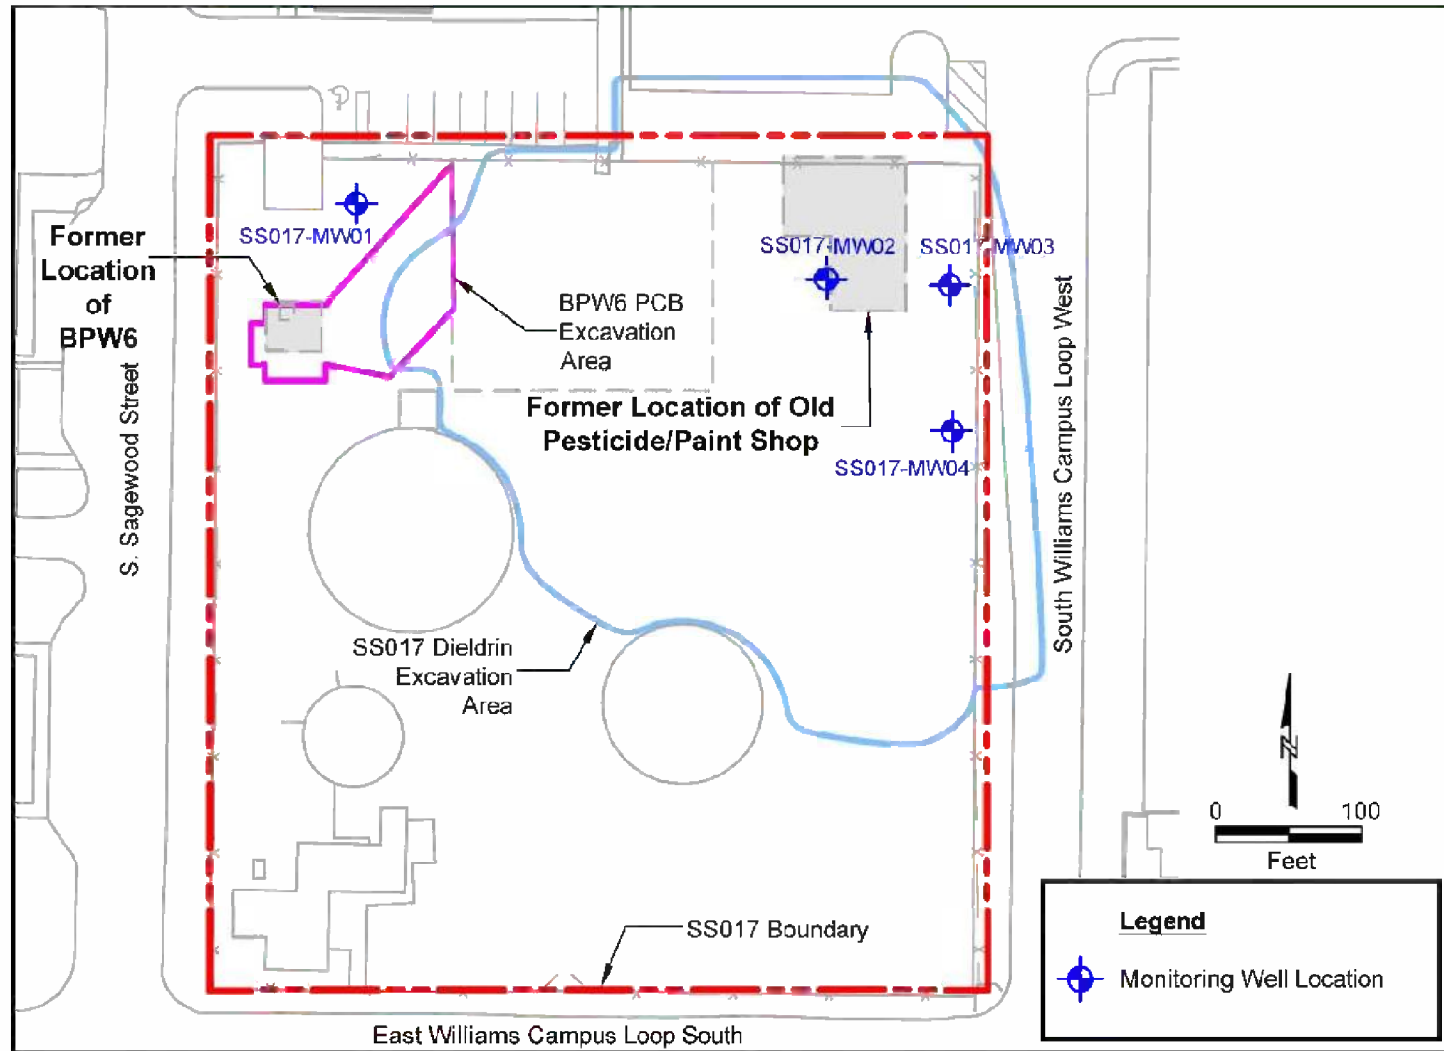 SS017-MW01
Former
Location
of
BPW6
SS017-MW02
SS017-MW03
BPW6 PCB
Excavation
Area
Former Location of Old
Pesticide/Paint Shop
SS017-MW04
S. Sagewood Street
South Williams Campus Loop West
SS017 Dieldrin
Excavation
Area
N
0 100
Feet
SS017 Boundary
Legend
Monitoring Well Location
East Williams Campus Loop South